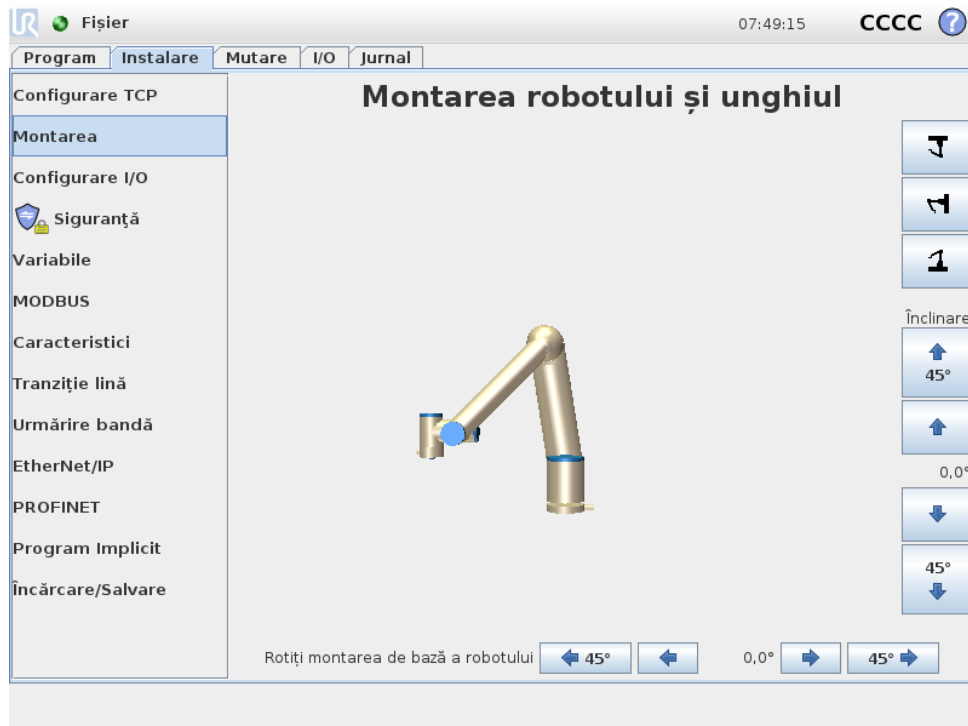 UR Fișier 07:49:15 CCCC ?
Program Instalare Mutare I/O Jurnal
Configurare TCP
Montarea
Configurare I/O
Siguranță
Variabile
MODBUS
Caracteristici
Tranziție lină
Urmărire bandă
EtherNet/IP
PROFINET
Program Implicit
Încărcare/Salvare
Montarea robotului și unghiul
Înclinare
45°
0,0°
45°
Rotiți montarea de bază a robotului 45° 0,0° 45°